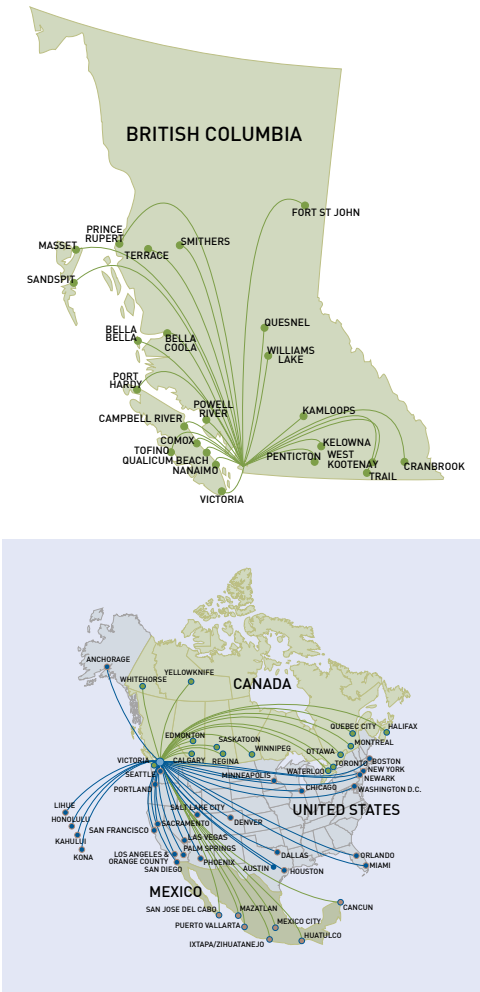 BRITISH COLUMBIA
FORT ST JOHN
PRINCE
RUPERT
SMITHERS
MASSET
TERRACE
SANDSPIT
QUESNEL
BELLA
BELLA
BELLA
COOLA
WILLIAMS
LAKE
PORT
HARDY
POWELL
RIVER
KAMLOOPS
CAMPBELL RIVER
COMOX
KELOWNA
TOFINO
PENTICTON
WEST
KOOTENAY
QUALICUM BEACH
CRANBROOK
NANAIMO
TRAIL
VICTORIA
ANCHORAGE
WHITEHORSE
YELLOWKNIFE
CANADA
QUEBEC CITY
HALIFAX
EDMONTON
SASKATOON
MONTREAL
WINNIPEG
OTTAWA
VICTORIA
CALGARY
REGINA
TORONTO
BOSTON
SEATTLE
MINNEAPOLIS
WATERLOO
NEW YORK
NEWARK
PORTLAND
CHICAGO
WASHINGTON D.C.
LIHUE
SALT LAKE CITY
UNITED STATES
HONOLULU
SACRAMENTO
DENVER
SAN FRANCISCO
KAHULUI
LAS VEGAS
KONA
LOS ANGELES &
ORANGE COUNTY
PALM SPRINGS
DALLAS
ORLANDO
PHOENIX
SAN DIEGO
AUSTIN
HOUSTON
MIAMI
MEXICO
SAN JOSE DEL CABO
MAZATLAN
CANCUN
PUERTO VALLARTA
MEXICO CITY
HUATULCO
IXTAPA/ZIHUATANEJO